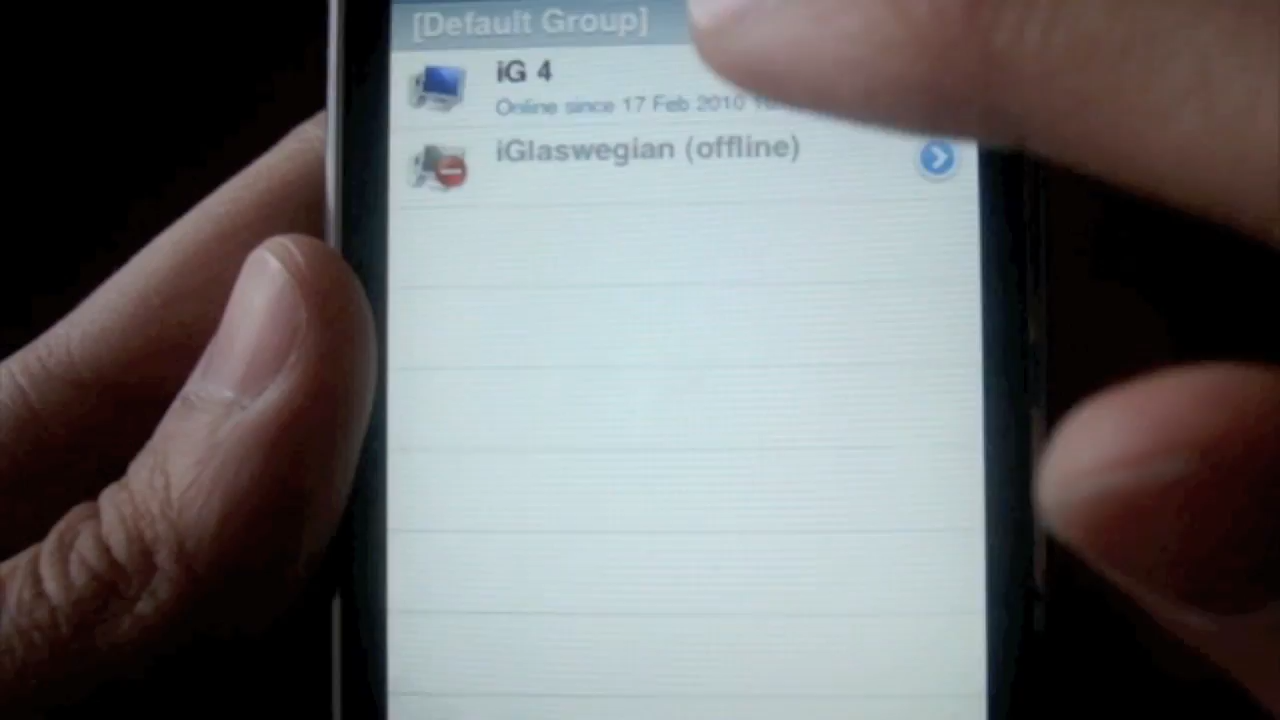 [Default Group]
iG 4
Online since 17 Feb 2010
iGlaswegian (offline)